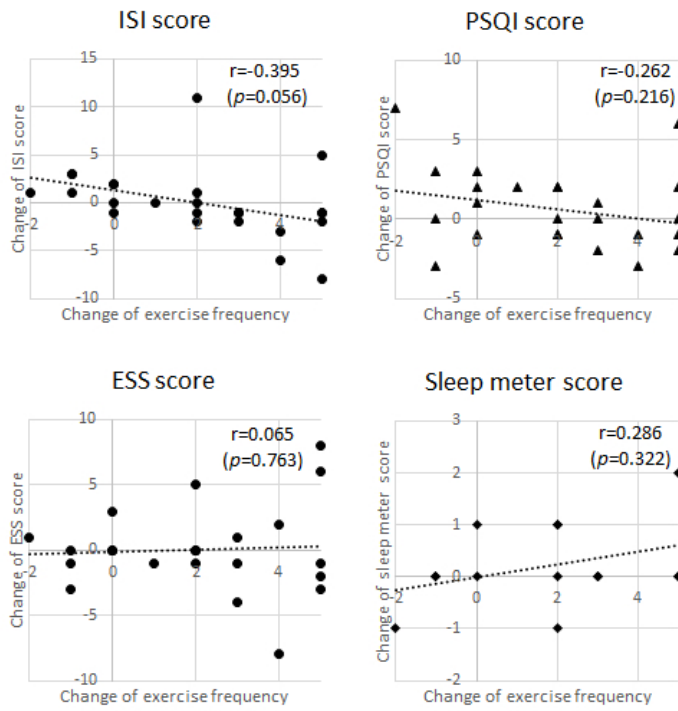 ISI score
15
10
5
0
-5
-10
-2
0
2
4
r=-0.395
(p=0.056)
Change of ISI score
Change of exercise frequency
PSQI score
10
5
0
-5
-2
0
2
4
r=-0.262
(p=0.216)
Change of PSQI score
Change of exercise frequency
ESS score
10
5
0
-5
-10
-2
0
2
4
r=0.065
(p=0.763)
Change of ESS score
Change of exercise frequency
Sleep meter score
3
2
1
0
-1
-2
-2
0
2
4
r=0.286
(p=0.322)
Change of sleep meter score
Change of exercise frequency